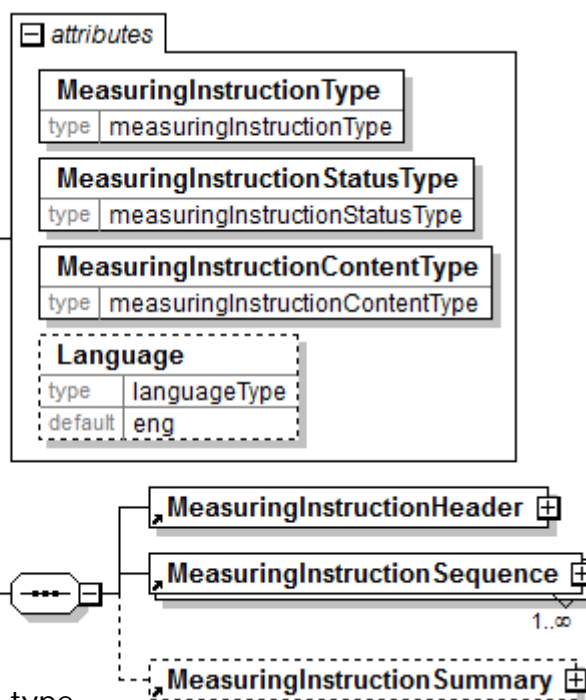 attributes
MeasuringInstructionType
type measuringInstructionType
MeasuringInstructionStatusType
type measuringInstructionStatusType
MeasuringInstructionContentType
type measuringInstructionContentType
Language
type languageType
default eng
MeasuringInstructionHeader
MeasuringInstructionSequence
1..∞
MeasuringInstructionSummary
type